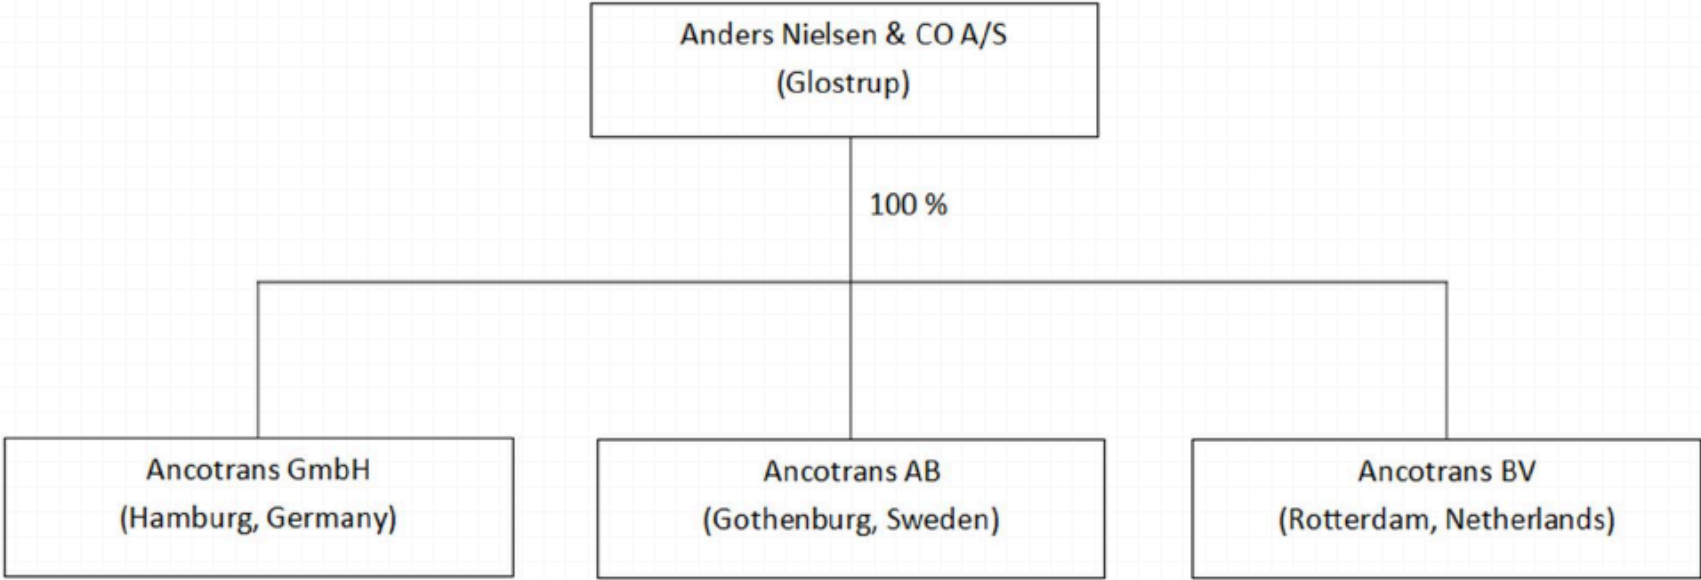 Anders Nielsen & CO A/S
(Glostrup)
100 %
Ancotrans GmbH
(Hamburg, Germany)
Ancotrans AB
(Gothenburg, Sweden)
Ancotrans BV
(Rotterdam, Netherlands)